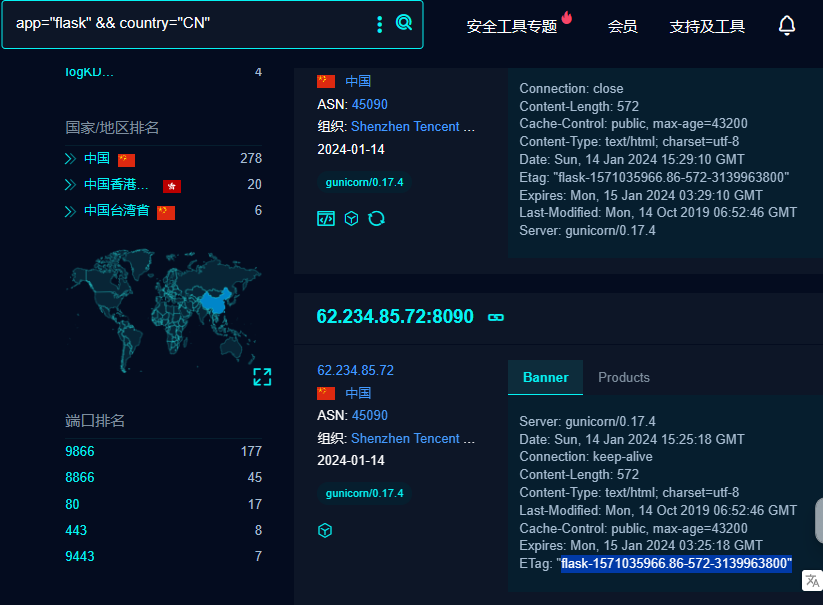 app="flask" && country="CN"
安全工具专题
会员
支持及工具
logKD...
4
国家/地区排名
中国
278
中国香港...
20
中国台湾省
6
端口排名
9866
177
8866
45
80
17
443
8
9443
7
中国
ASN: 45090
组织: Shenzhen Tencent ...
2024-01-14
gunicorn/0.17.4
Connection: close
Content-Length: 572
Cache-Control: public, max-age=43200
Content-Type: text/html; charset=utf-8
Date: Sun, 14 Jan 2024 15:29:10 GMT
Etag: "flask-1571035966.86-572-3139963800"
Expires: Mon, 15 Jan 2024 03:29:10 GMT
Last-Modified: Mon, 14 Oct 2019 06:52:46 GMT
Server: gunicorn/0.17.4
62.234.85.72:8090
62.234.85.72
中国
ASN: 45090
组织: Shenzhen Tencent ...
2024-01-14
gunicorn/0.17.4
Banner
Products
Server: gunicorn/0.17.4
Date: Sun, 14 Jan 2024 15:25:18 GMT
Connection: keep-alive
Content-Length: 572
Content-Type: text/html; charset=utf-8
Last-Modified: Mon, 14 Oct 2019 06:52:46 GMT
Cache-Control: public, max-age=43200
Expires: Mon, 15 Jan 2024 03:25:18 GMT
ETag: "flask-1571035966.86-572-3139963800"